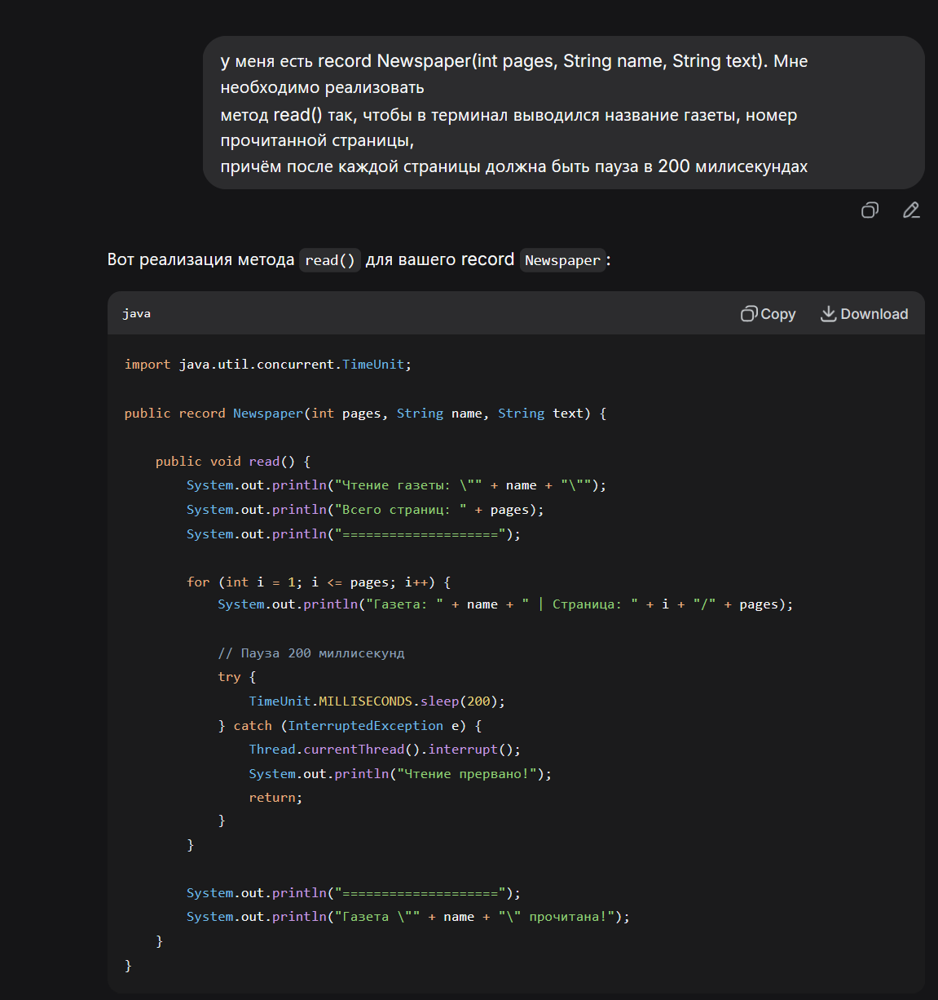 у меня есть record Newspaper(int pages, String name, String text). Мне
необходимо реализовать
метод read() так, чтобы в терминал выводился название газеты, номер
прочитанной страницы,
причём после каждой страницы должна быть пауза в 200 милисекундах
Вот реализация метода read() для вашего record Newspaper:
java Copy Download
import java.util.concurrent.TimeUnit;
public record Newspaper(int pages, String name, String text) {
    public void read() {
        System.out.println("Чтение газеты: \"" + name + "\"");
        System.out.println("Всего страниц: " + pages);
        System.out.println("====================");
        for (int i = 1; i <= pages; i++) {
            System.out.println("Газета: " + name + " | Страница: " + i + "/" + pages);
            // Пауза 200 миллисекунд
            try {
                TimeUnit.MILLISECONDS.sleep(200);
            } catch (InterruptedException e) {
                Thread.currentThread().interrupt();
                System.out.println("Чтение прервано!");
                return;
            }
        }
        System.out.println("====================");
        System.out.println("Газета \"" + name + "\" прочитана!");
    }
}